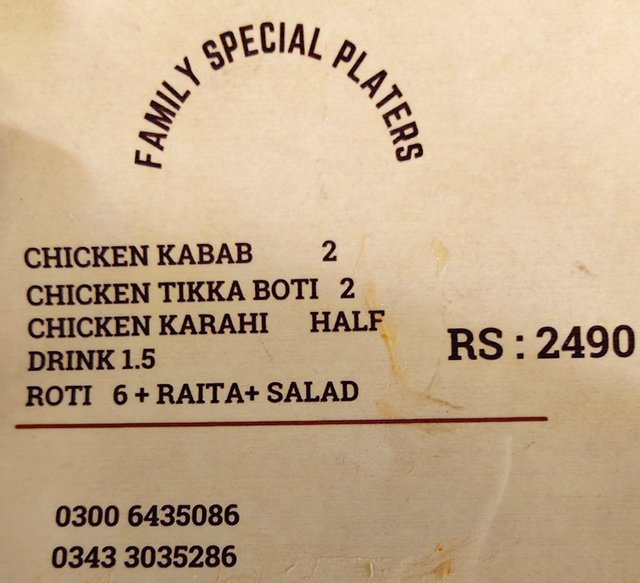 FAMILY SPECIAL PLATERS
CHICKEN KABAB 2
CHICKEN TIKKA BOTI 2
CHICKEN KARAHI HALF
DRINK 1.5
ROTI 6 + RAITA+ SALAD
RS : 2490
0300 6435086
0343 3035286